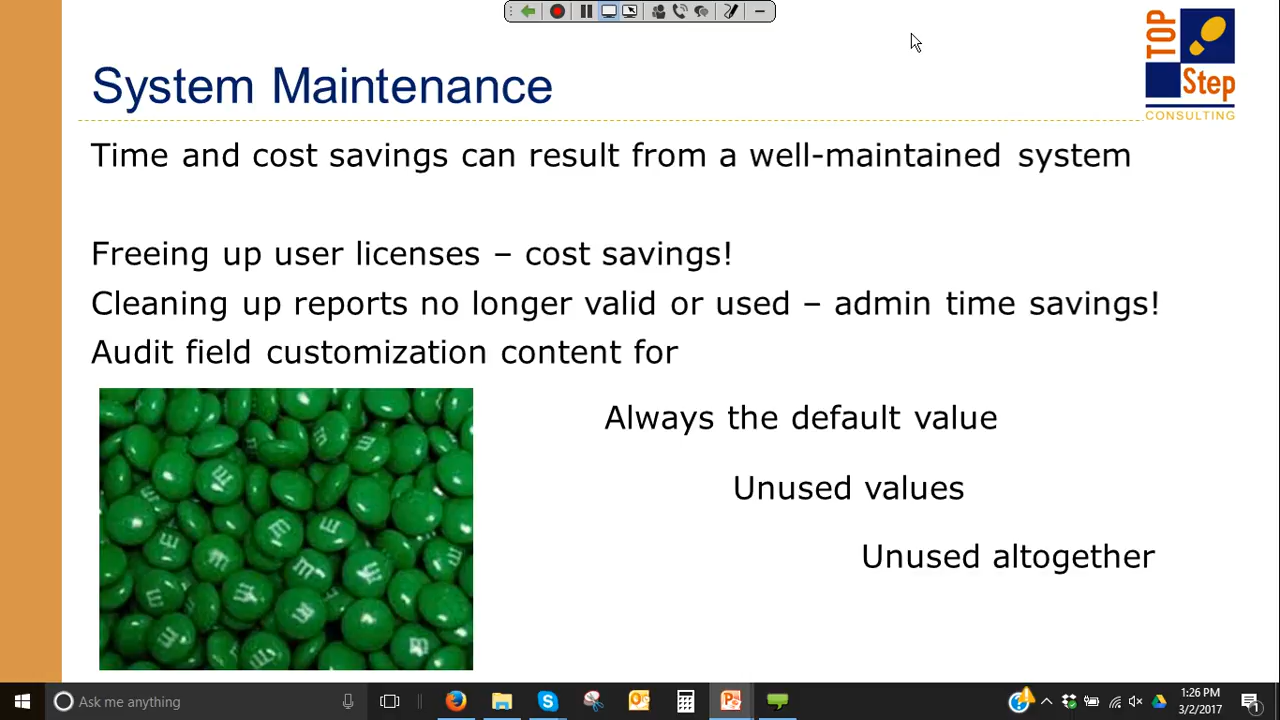 System Maintenance
TOP
Step
CONSULTING
Time and cost savings can result from a well-maintained system
Freeing up user licenses – cost savings!
Cleaning up reports no longer valid or used – admin time savings!
Audit field customization content for
Always the default value
Unused values
Unused altogether
m m m m m m m m m
Ask me anything
1:26 PM
3/2/2017